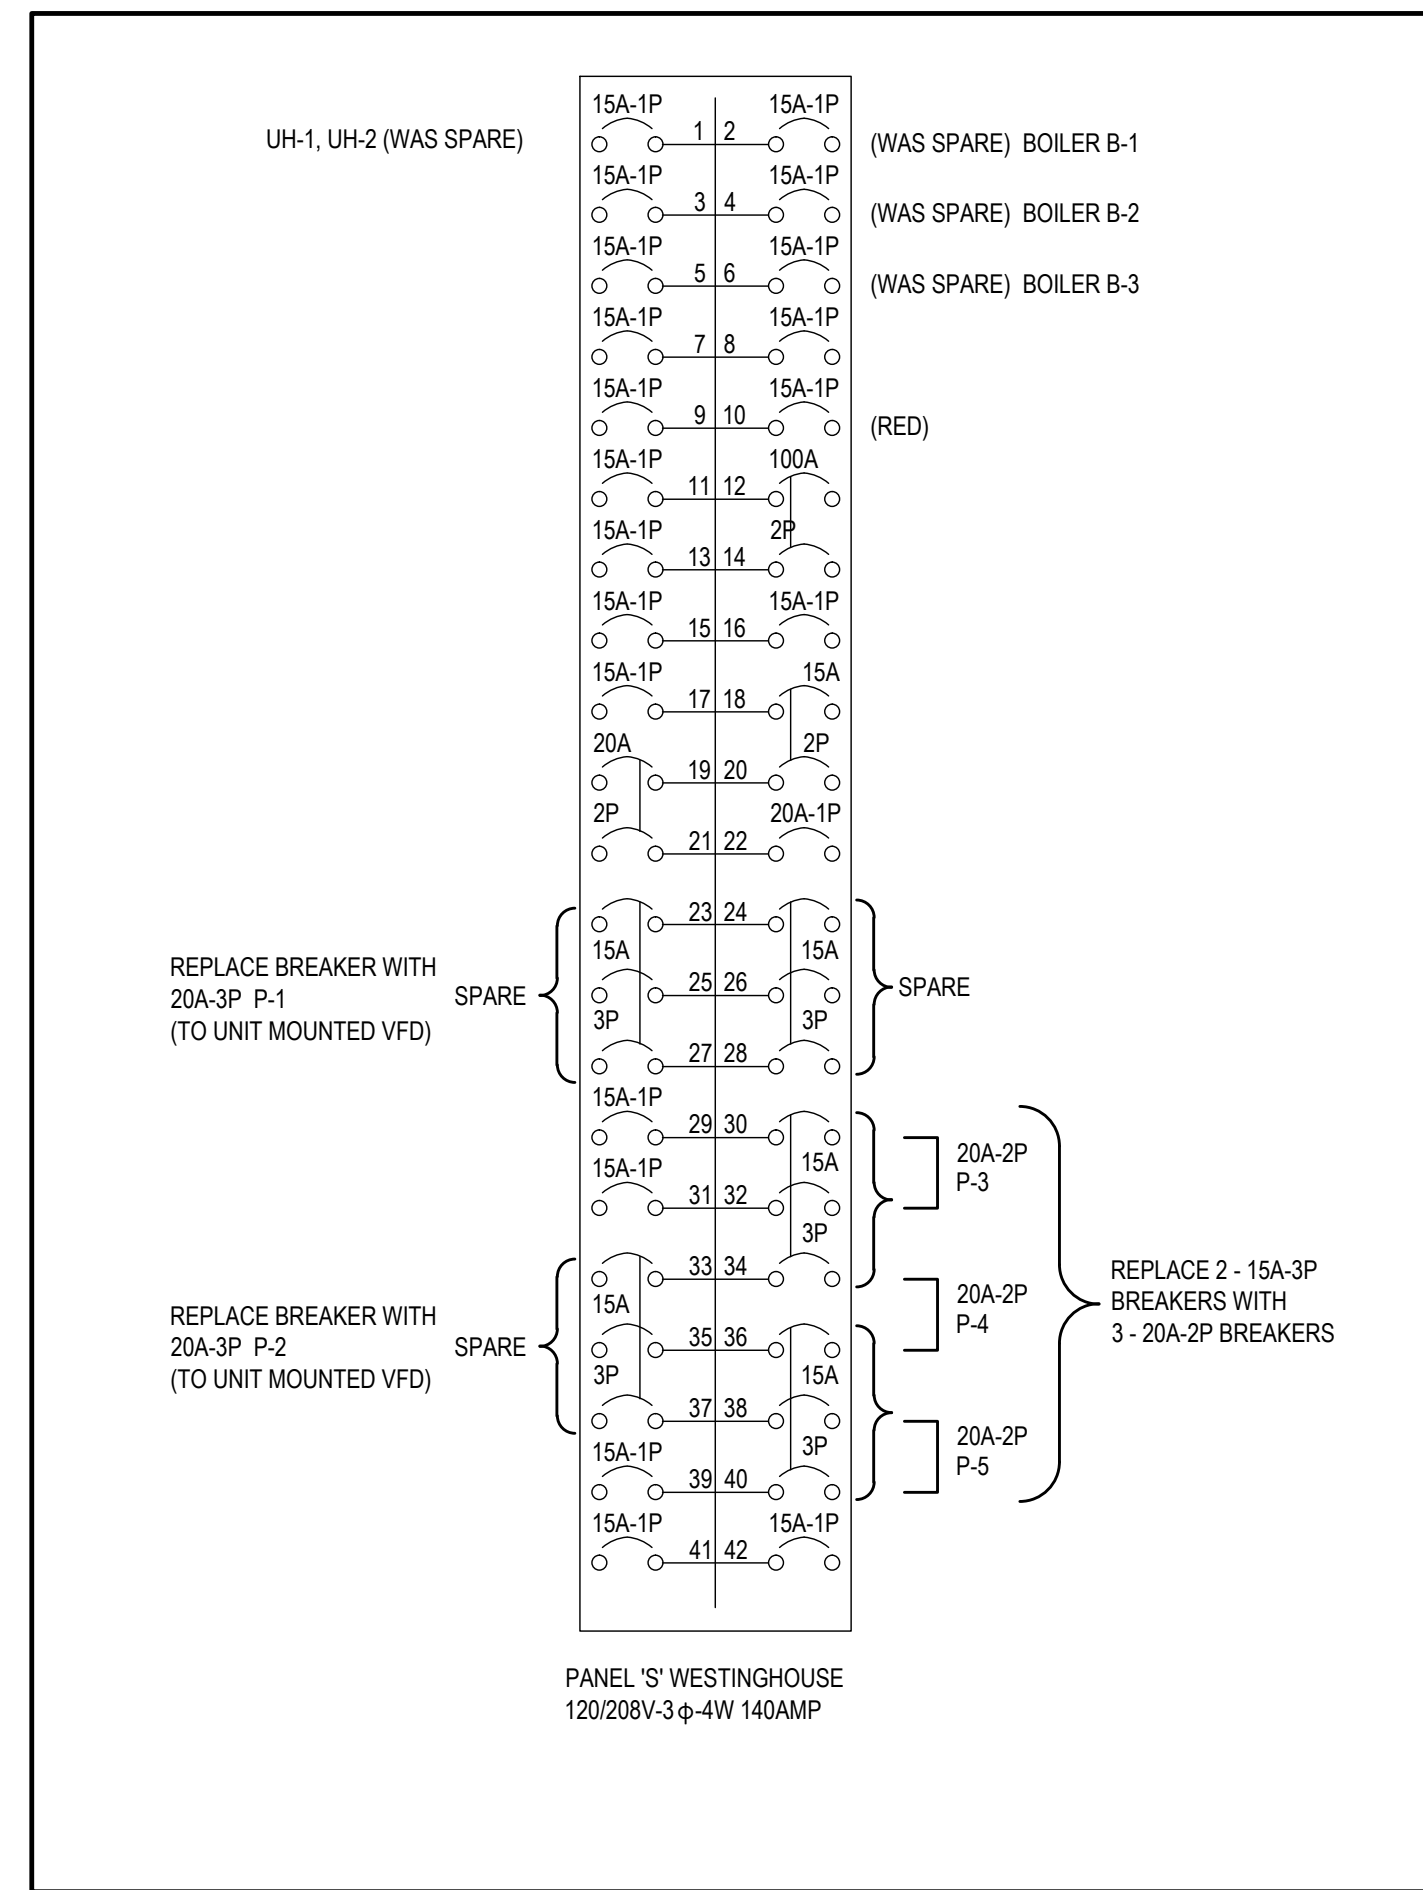 15A-1P 15A-1P
UH-1, UH-2 (WAS SPARE) 1 2 (WAS SPARE) BOILER B-1
15A-1P 15A-1P
3 4 (WAS SPARE) BOILER B-2
15A-1P 15A-1P
5 6 (WAS SPARE) BOILER B-3
15A-1P 15A-1P
7 8
15A-1P 15A-1P
9 10 (RED)
15A-1P 100A
11 12
15A-1P 2P
13 14
15A-1P 15A-1P
15 16
15A-1P 15A
17 18
20A 2P
19 20
2P 20A-1P
21 22
23 24
15A 15A
REPLACE BREAKER WITH
20A-3P P-1
(TO UNIT MOUNTED VFD)
SPARE
25 26
SPARE
3P 3P
27 28
15A-1P
29 30
15A
20A-2P
P-3
15A-1P
31 32
3P
33 34
15A
20A-2P
P-4
REPLACE 2 - 15A-3P
BREAKERS WITH
3 - 20A-2P BREAKERS
REPLACE BREAKER WITH
20A-3P P-2
(TO UNIT MOUNTED VFD)
SPARE
35 36
3P 15A
37 38
15A-1P 3P
20A-2P
P-5
39 40
15A-1P 15A-1P
41 42
PANEL 'S' WESTINGHOUSE
120/208V-3ϕ-4W 140AMP